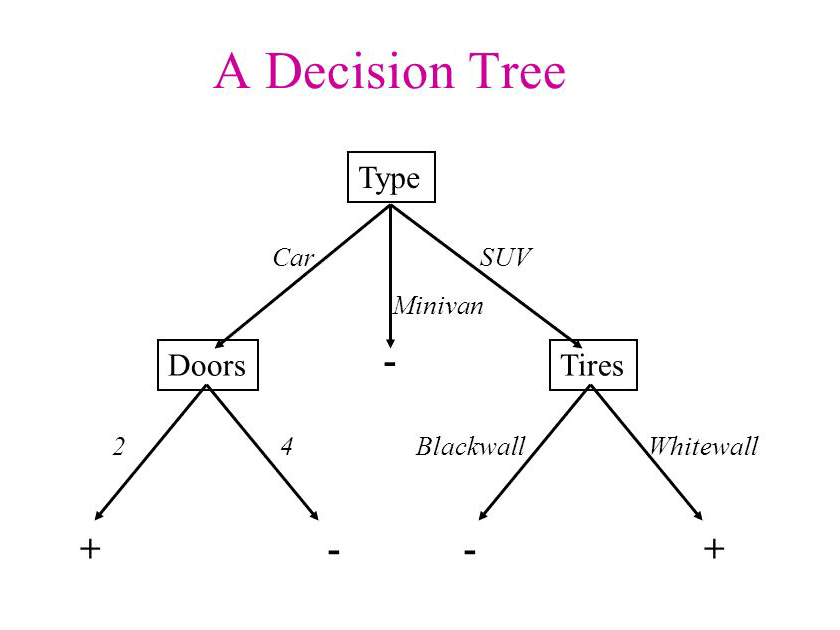 A Decision Tree
Type
Car
SUV
Minivan
Doors
-
Tires
2
4
Blackwall
Whitewall
+
-
-
+